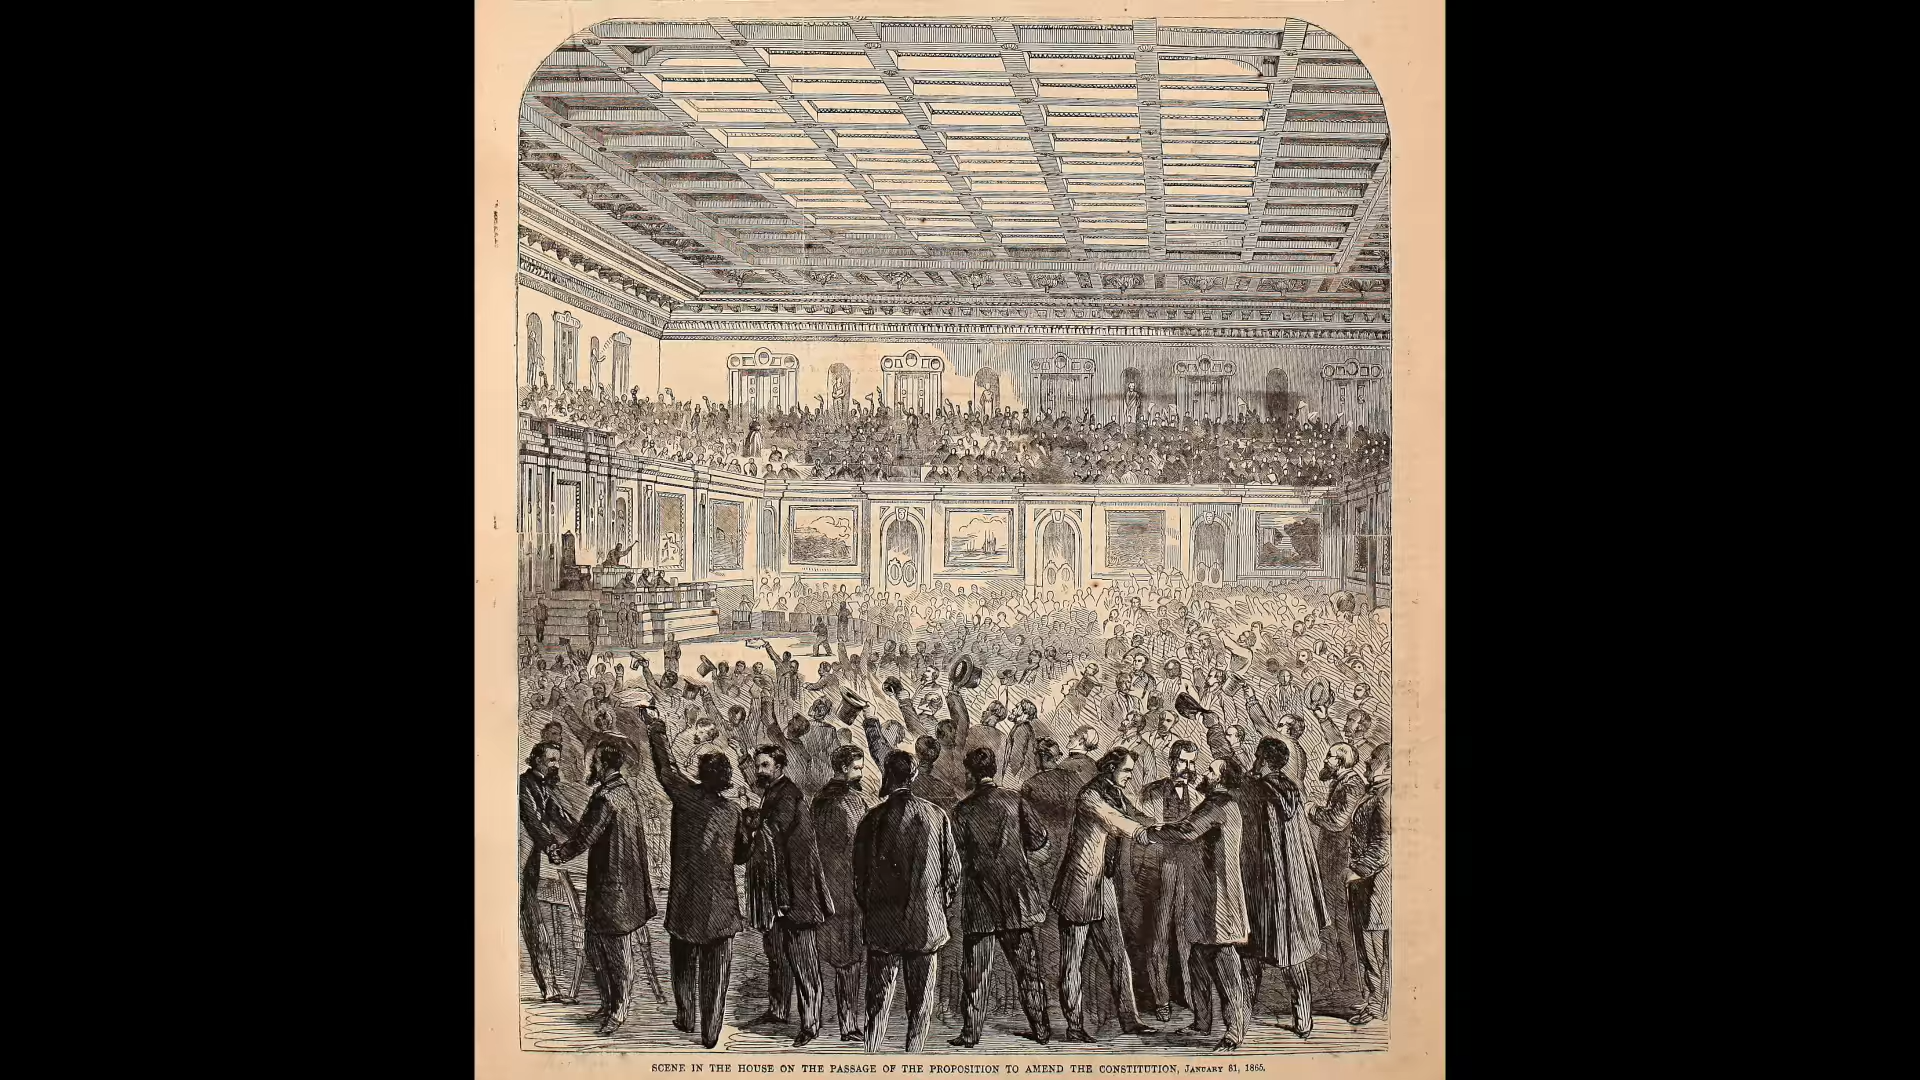 SCENE IN THE HOUSE ON THE PASSAGE OF THE PROPOSITION TO AMEND THE CONSTITUTION, JANUARY 31, 1865.